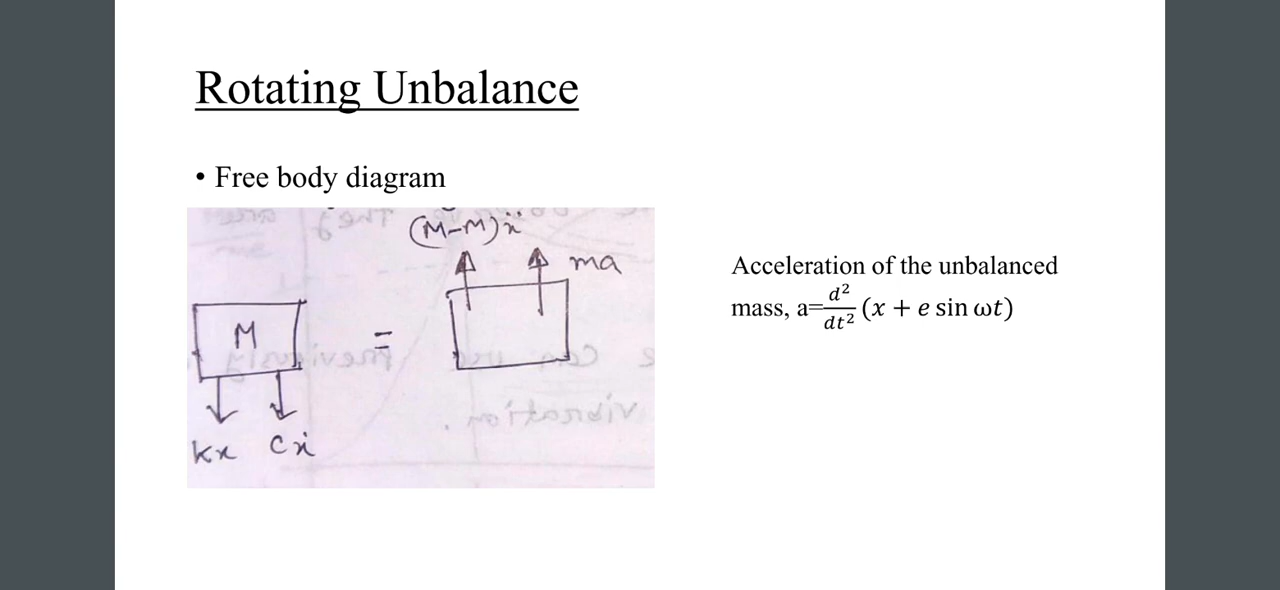 Rotating Unbalance
• Free body diagram
(M-M)ẍ
ma
M
=
kx
cẋ
Acceleration of the unbalanced
mass, a=d²/dt² (x + e sin ωt)